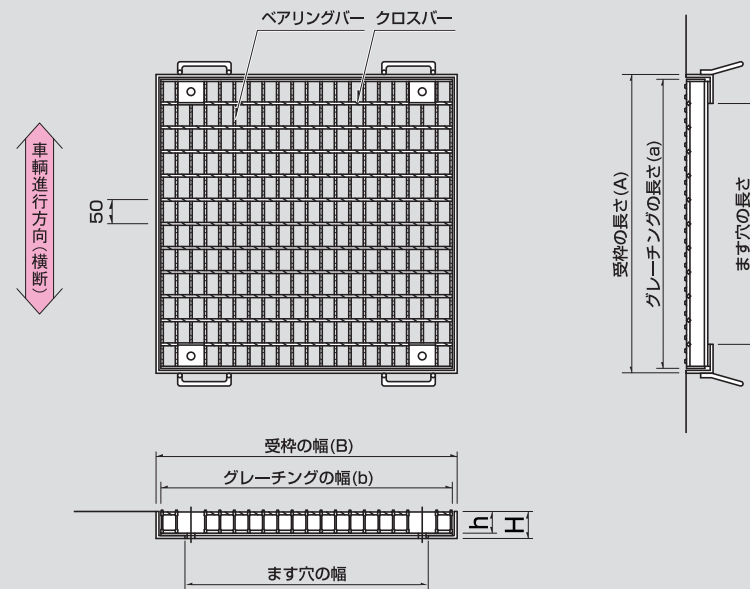 ベアリングバー
クロスバー
車輌進行方向(横断)
50
受枠の長さ(A)
グレーチングの長さ(a)
ます穴の長さ
受枠の幅(B)
グレーチングの幅(b)
h
H
ます穴の幅